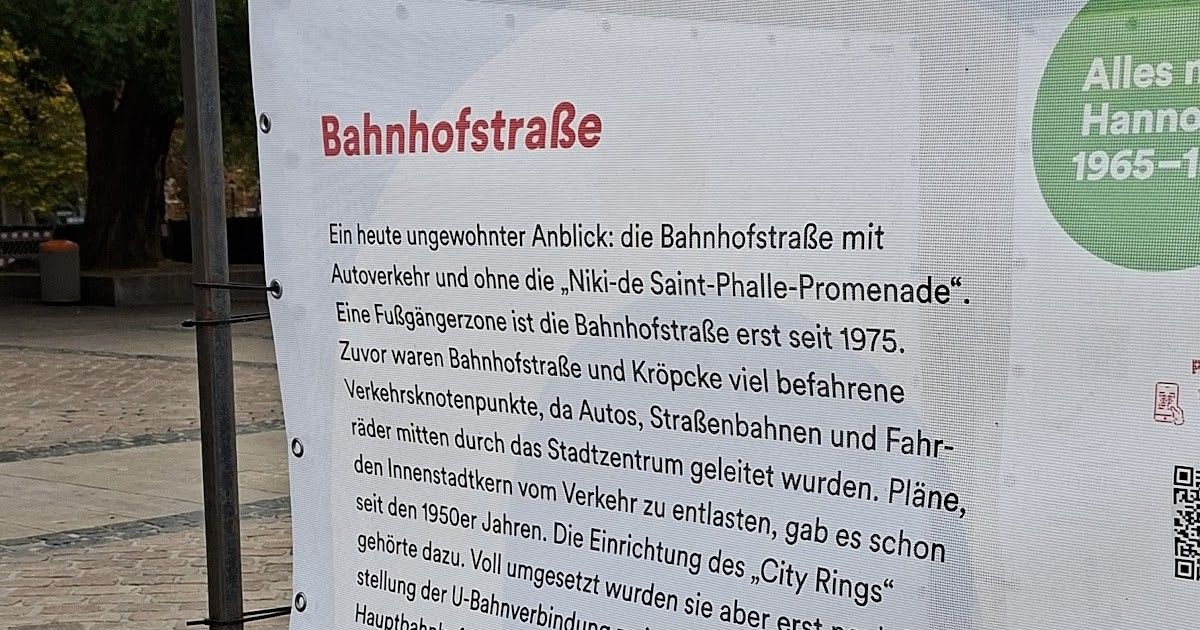 Bahnhofstraße
Ein heute ungewohnter Anblick: die Bahnhofstraße mit
Autoverkehr und ohne die „Niki-de Saint-Phalle-Promenade“.
Eine Fußgängerzone ist die Bahnhofstraße erst seit 1975.
Zuvor waren Bahnhofstraße und Kröpcke viel befahrene
Verkehrsknotenpunkte, da Autos, Straßenbahnen und Fahr-
räder mitten durch das Stadtzentrum geleitet wurden. Pläne,
den Innenstadtkern vom Verkehr zu entlasten, gab es schon
seit den 1950er Jahren. Die Einrichtung des „City Rings“
gehörte dazu. Voll umgesetzt wurden sie aber erst
stellung der U-Bahnverbindung
Alles
Hanno
1965–1